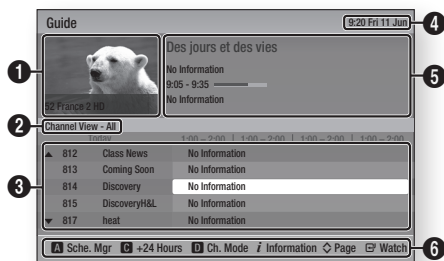 Guide
9:20 Fri 11 Jun
4
1
Des jours et des vies
No Information
9:05 - 9:35
No Information
5
52 France 2 HD
2
Channel View - All
Today 1:00 – 2:00 1:00 – 2:00 1:00 – 2:00 1:00 – 2:00
3
▲ 812 Class News No Information
813 Coming Soon No Information
814 Discovery No Information
815 DiscoveryH&L No Information
▼ 817 heat No Information
A Sche. Mgr C +24 Hours D Ch. Mode i Information Page Watch
6